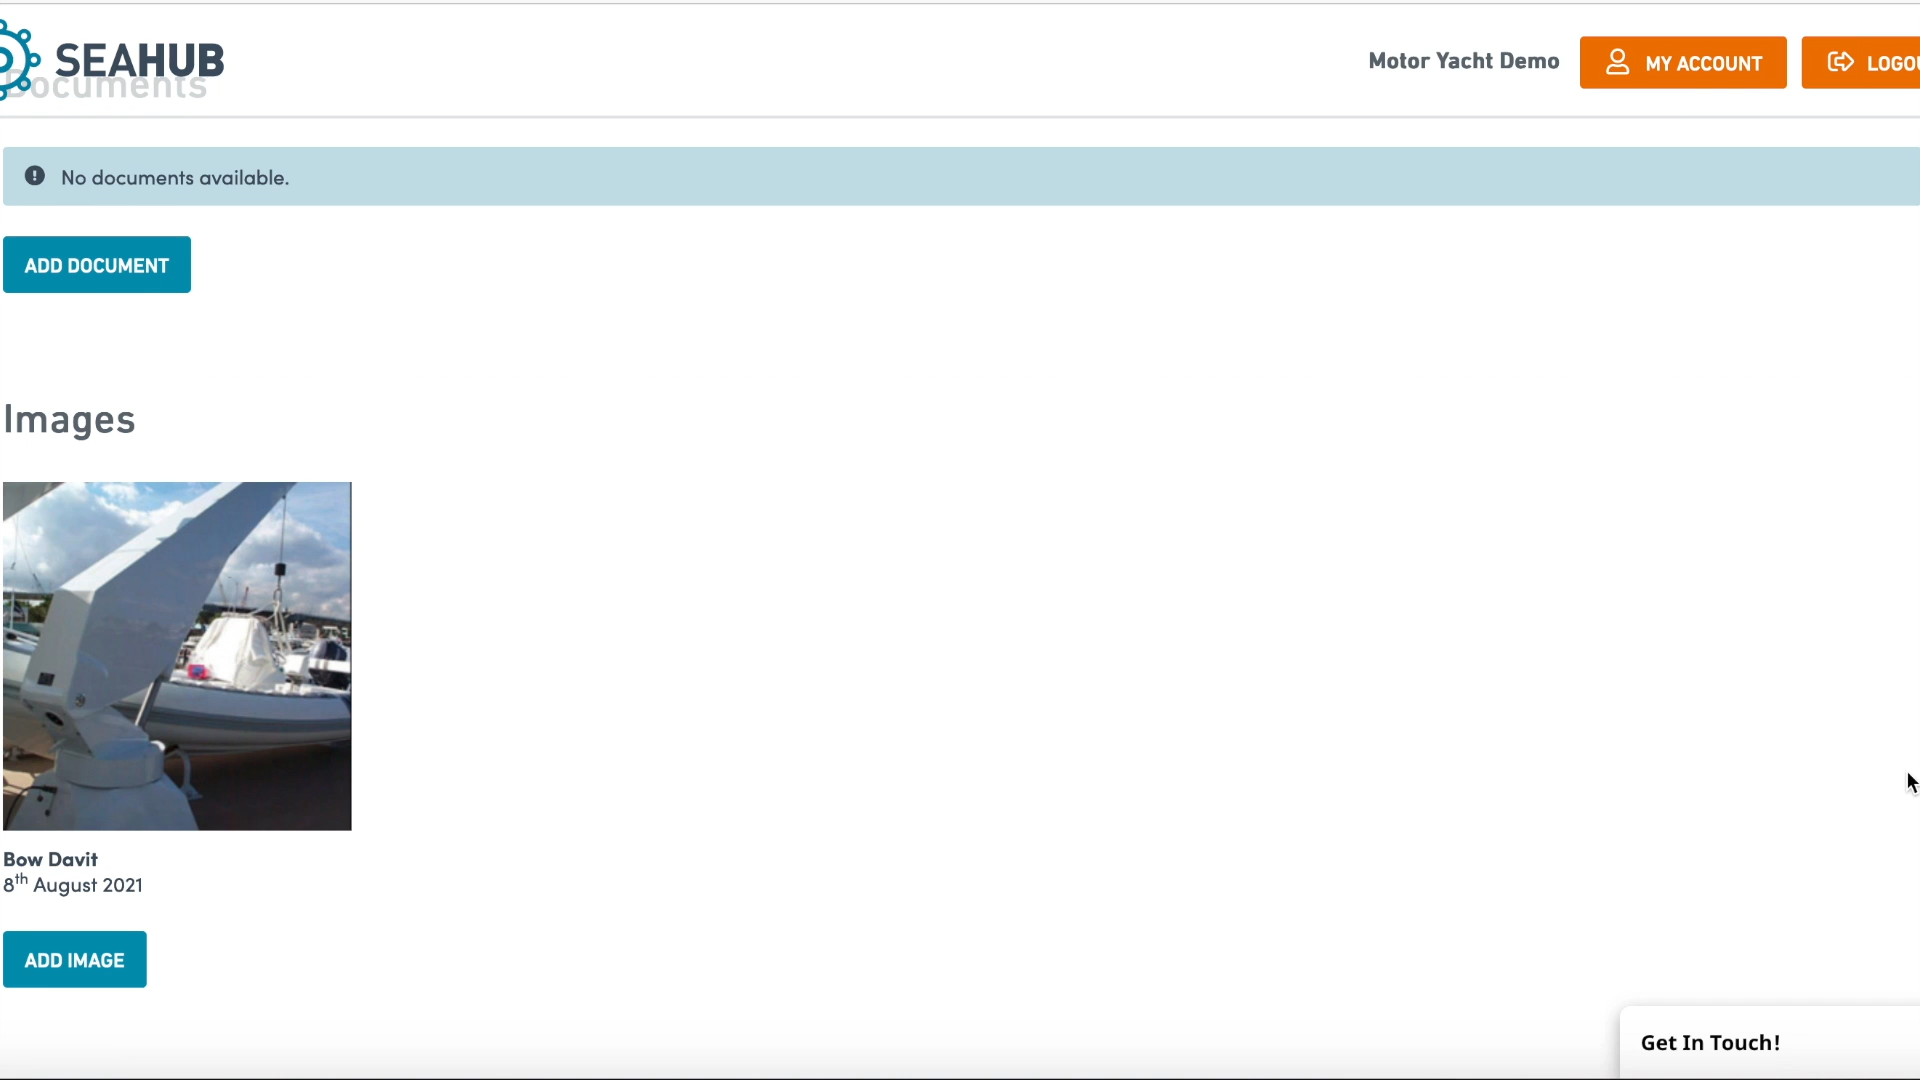 SEAHUB
Documents
Motor Yacht Demo
MY ACCOUNT
No documents available.
ADD DOCUMENT
Images
Bow Davit
8th August 2021
ADD IMAGE
Get In Touch!